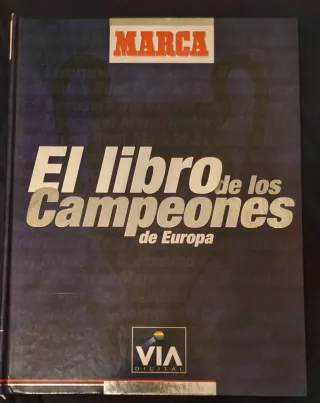 MARCA
El libro de los
Campeones
de Europa
VIA
DIGITAL